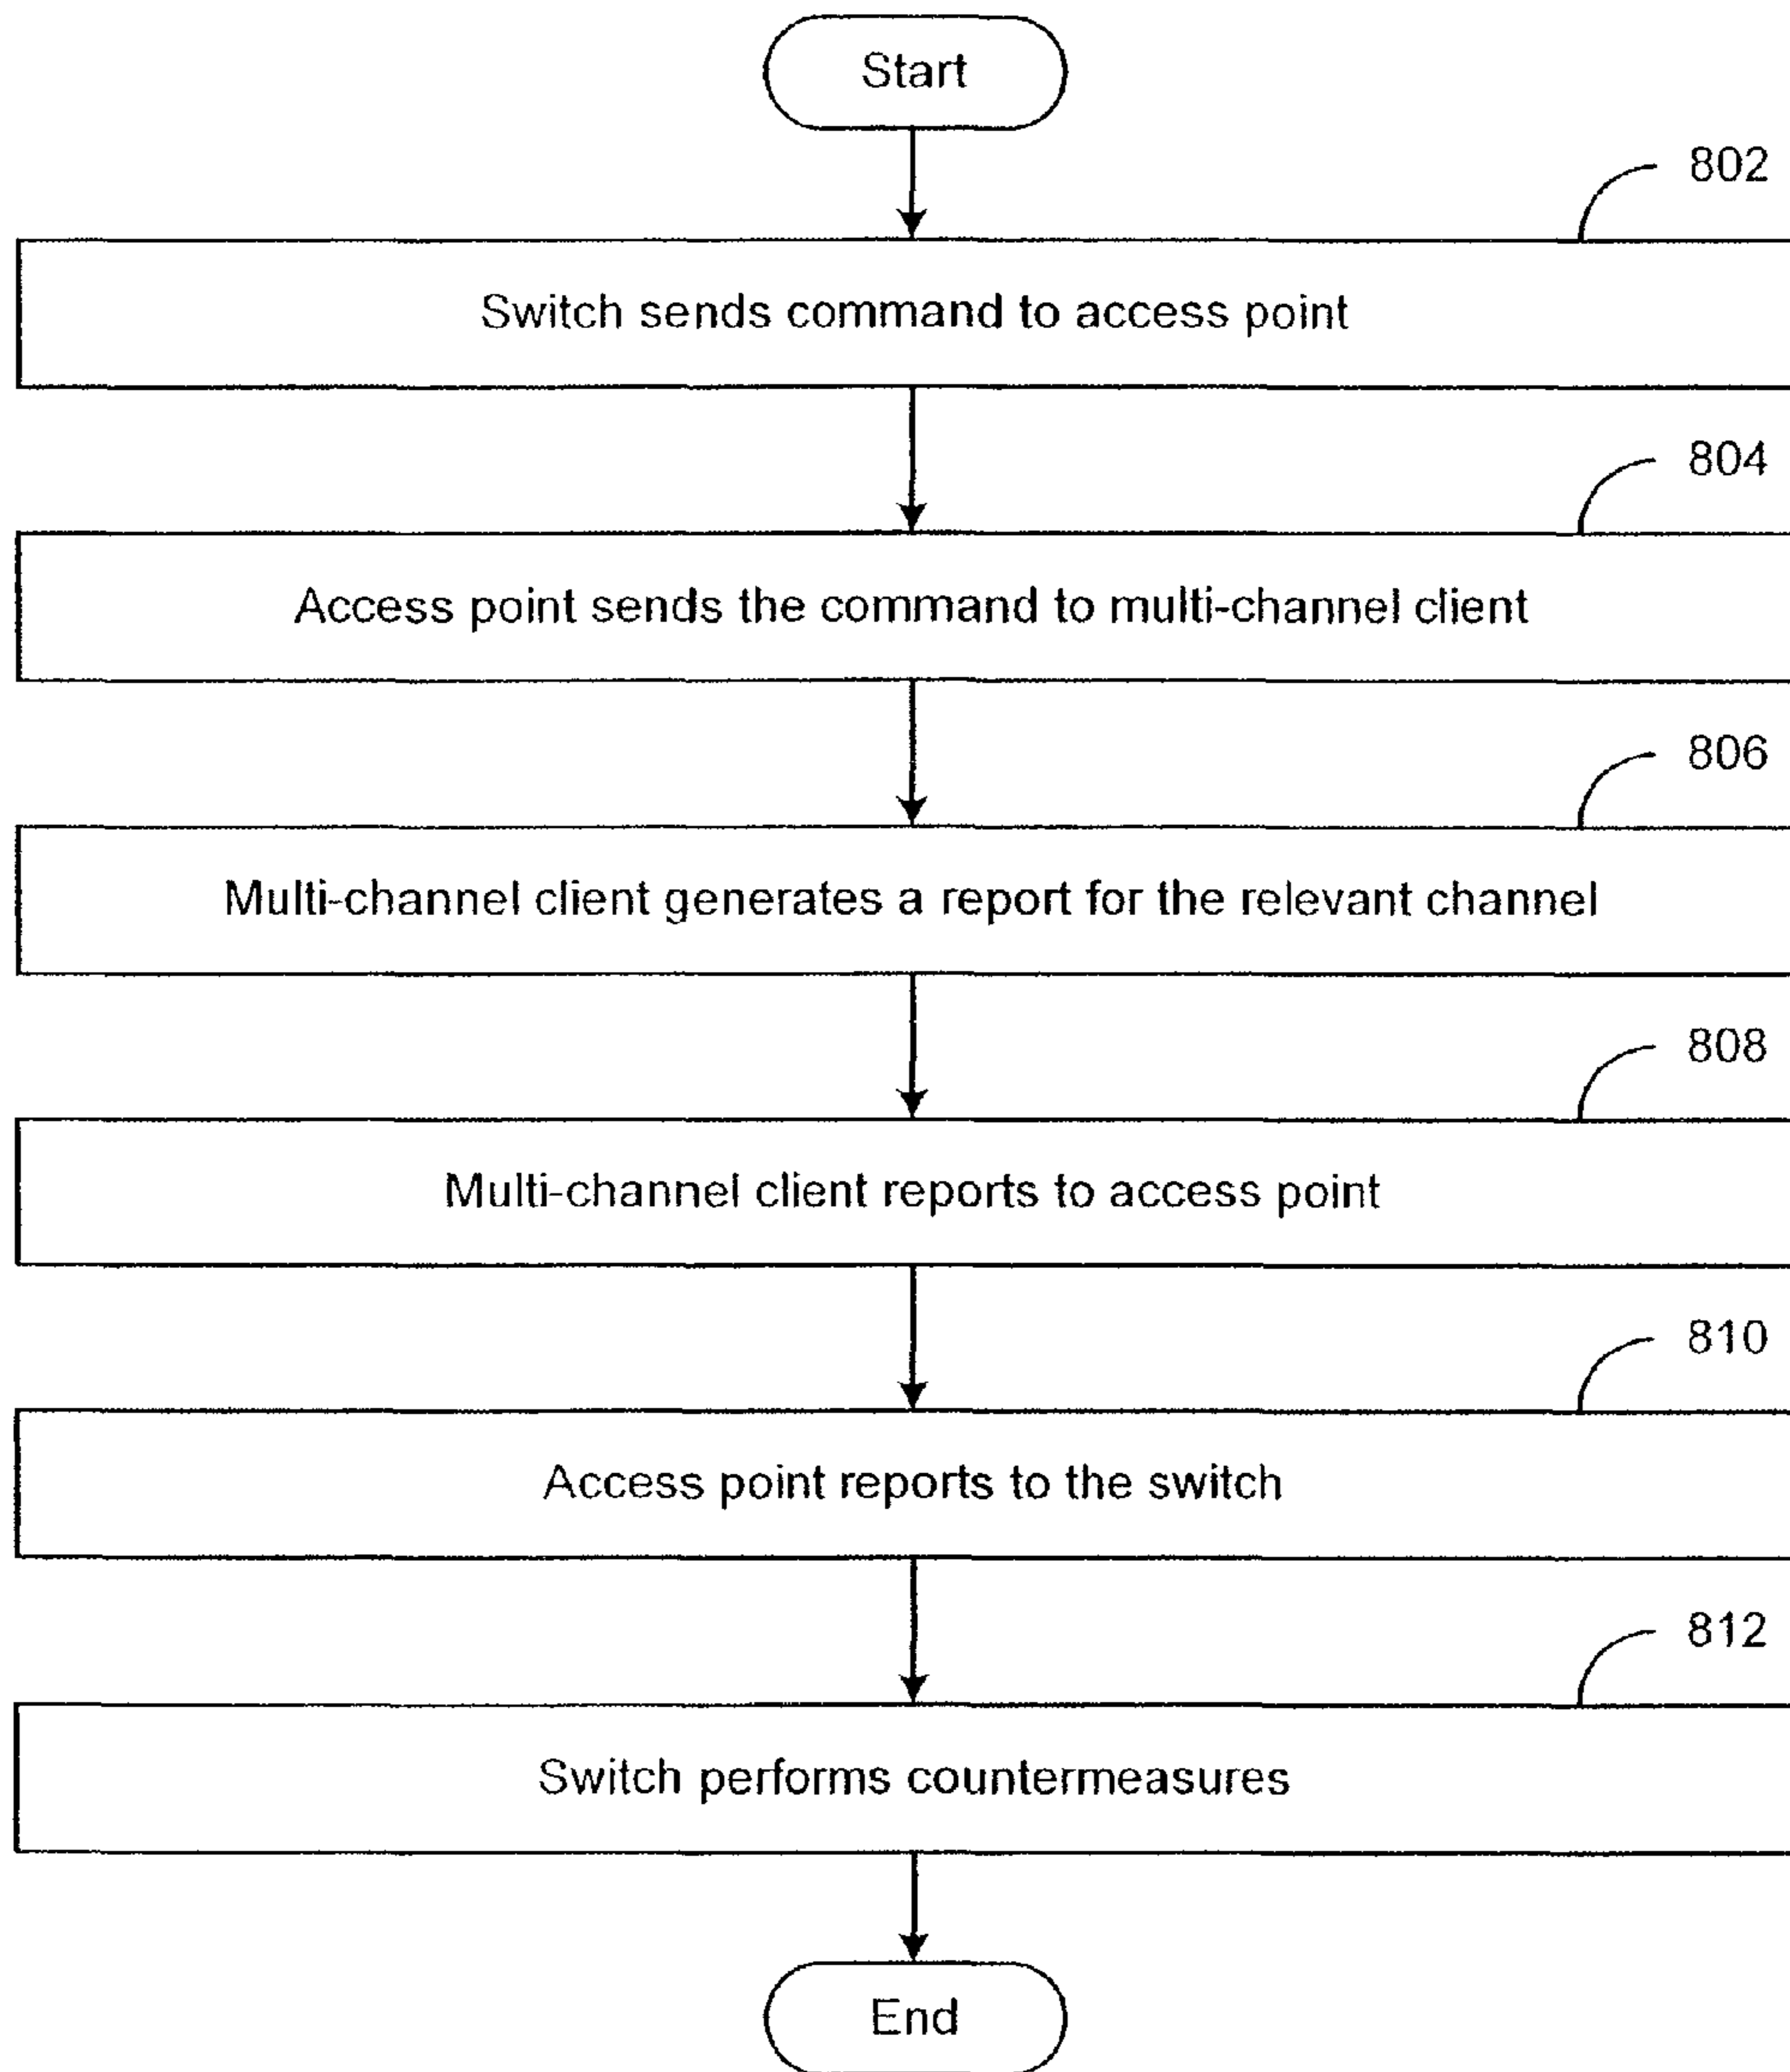 Start
802
Switch sends command to access point
804
Access point sends the command to multi-channel client
806
Multi-channel client generates a report for the relevant channel
808
Multi-channel client reports to access point
810
Access point reports to the switch
812
Switch performs countermeasures
End